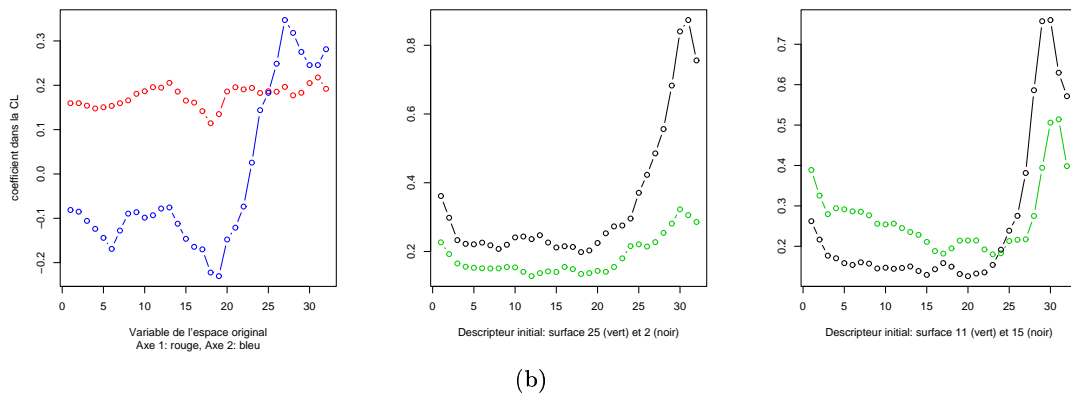 coefficient dans la CL
0.3
0.2
0.1
0.0
-0.1
-0.2
0 5 10 15 20 25 30
Variable de l'espace original
Axe 1: rouge, Axe 2: bleu
0.8
0.6
0.4
0.2
0 5 10 15 20 25 30
Descripteur initial: surface 25 (vert) et 2 (noir)
0.7
0.6
0.5
0.4
0.3
0.2
0 5 10 15 20 25 30
Descripteur initial: surface 11 (vert) et 15 (noir)
(b)